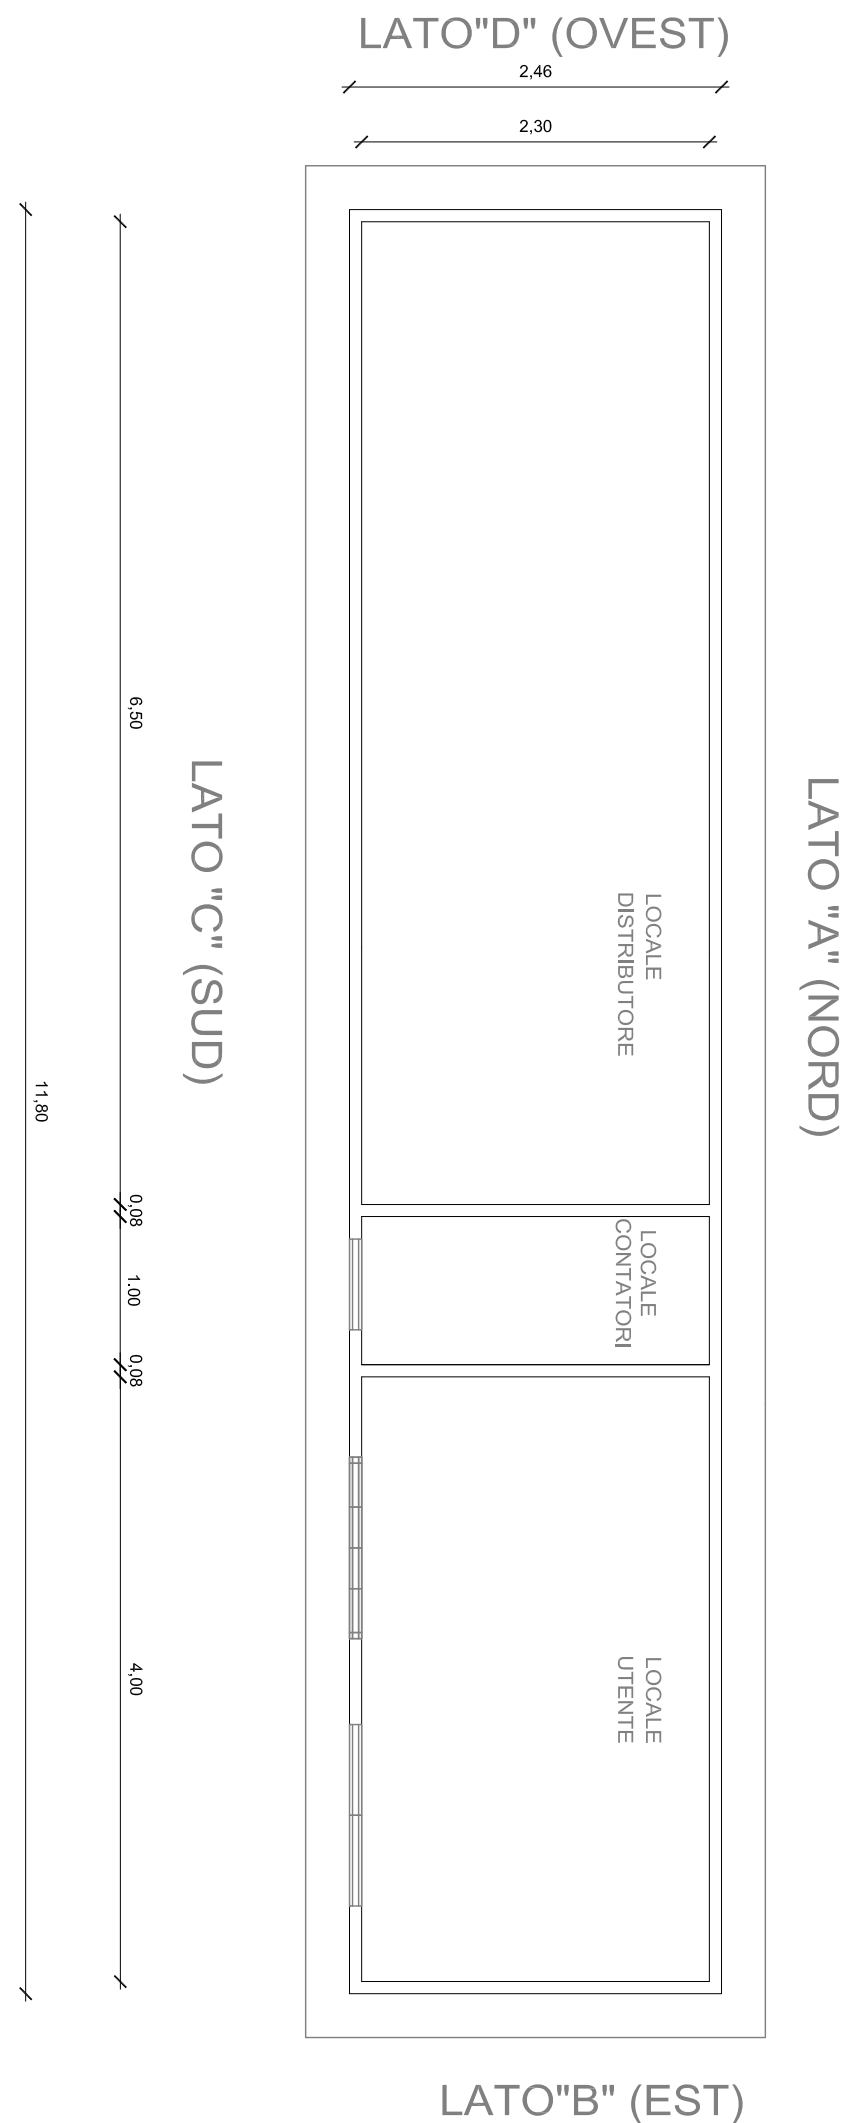 LATO"D" (OVEST)
2,46
2,30
6,50
LATO "C" (SUD)
LATO "A" (NORD)
LOCALE
DISTRIBUTORE
11,80
0,08
1.00
LOCALE
CONTATORI
0,08
4,00
LOCALE
UTENTE
LATO"B" (EST)